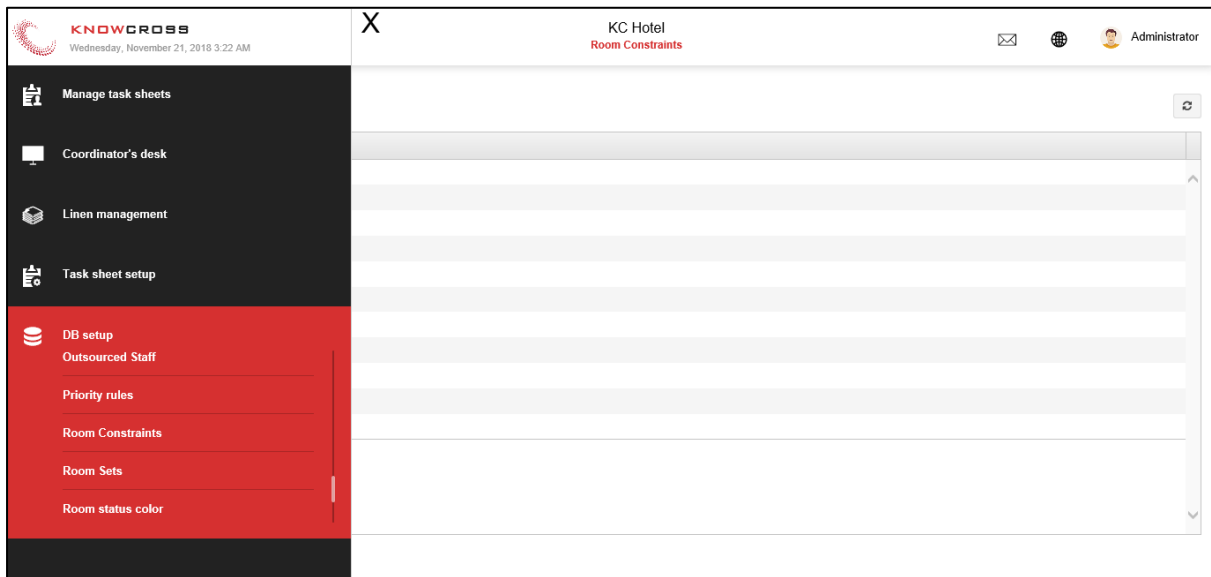 KNOWCROSS
Wednesday, November 21, 2018 3:22 AM
X
KC Hotel
Room Constraints
Administrator
Manage task sheets
Coordinator's desk
Linen management
Task sheet setup
DB setup
Outsourced Staff
Priority rules
Room Constraints
Room Sets
Room status color